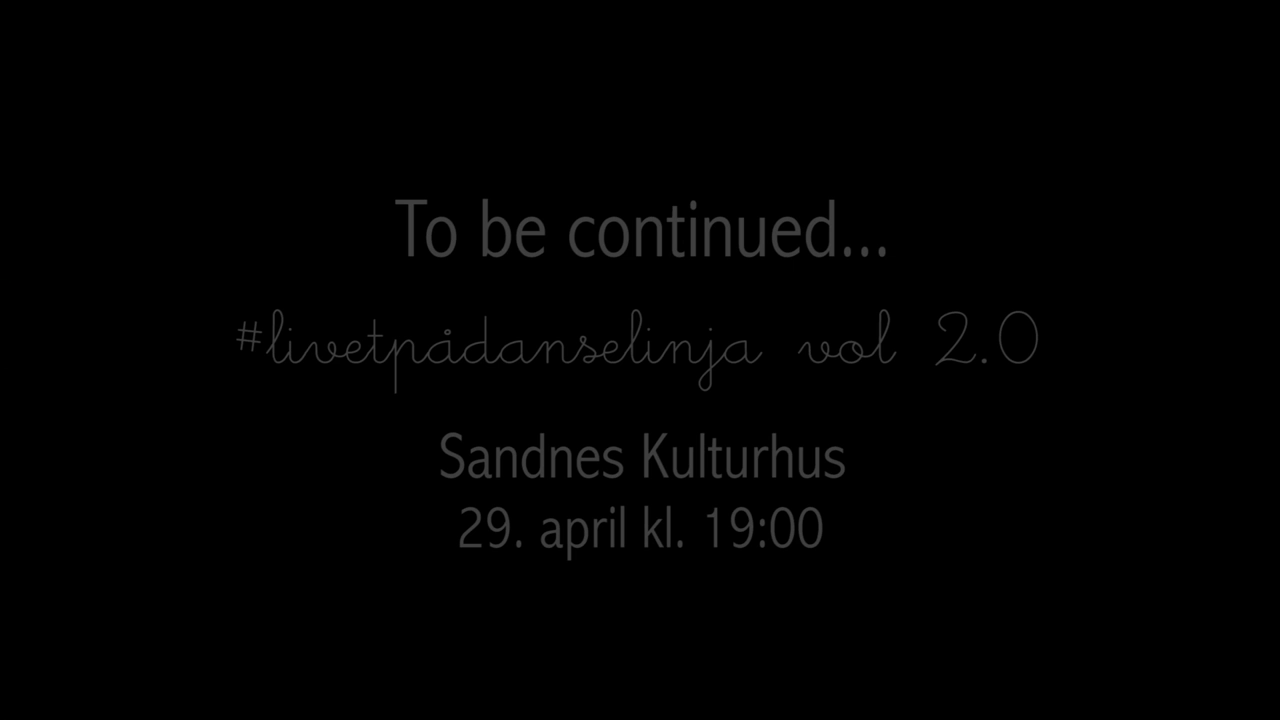 To be continued...
#livetpådanselinja vol 2.0
Sandnes Kulturhus
29. april kl. 19:00